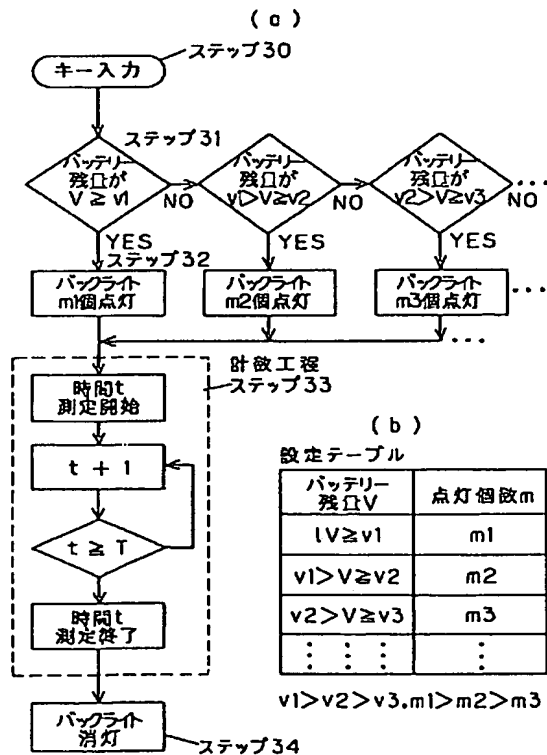 (a)
ステップ30
キー入力
ステップ31
バッテリー
残量が
V ≧ v1
NO
バッテリー
残量が
v1>V≧v2
NO
バッテリー
残量が
v2>V≧v3
NO
YES
YES
YES
ステップ32
バックライト
m1個点灯
バックライト
m2個点灯
バックライト
m3個点灯
計数工程
ステップ33
時間t
測定開始
t + 1
t ≧ T
時間t
測定終了
バックライト
消灯
ステップ34
(b)
設定テーブル
バッテリー
残量V
点灯個数m
lV≧v1
m1
v1>V≧v2
m2
v2>V≧v3
m3
v1>v2>v3.m1>m2>m3